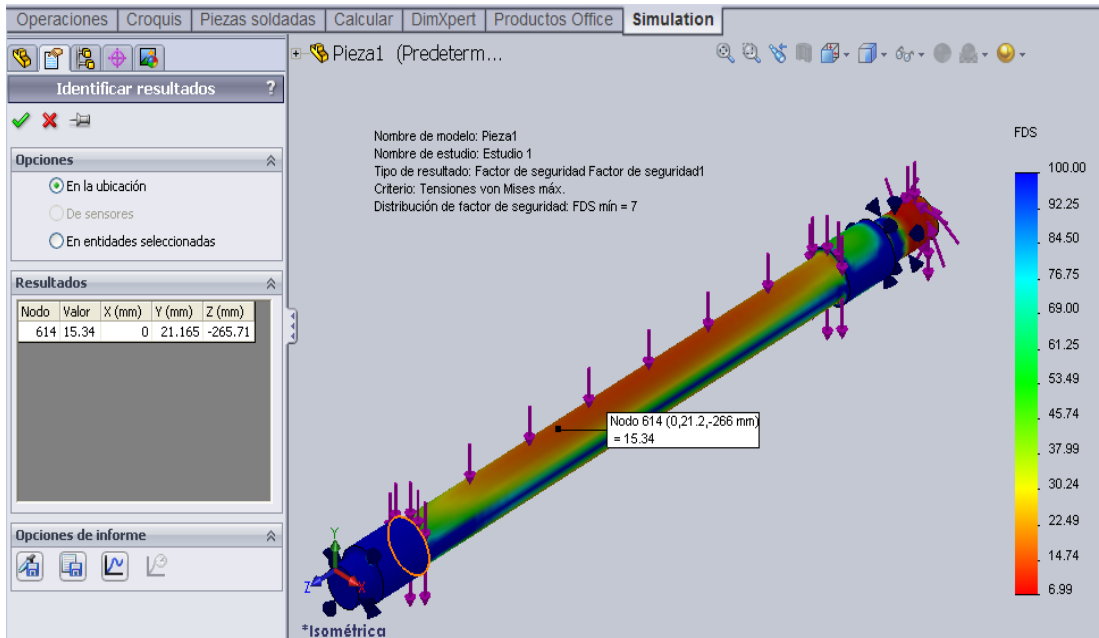 Operaciones Croquis Piezas soldadas Calcular DimXpert Productos Office Simulation
Identificar resultados ?
Opciones
En la ubicación
De sensores
En entidades seleccionadas
Resultados
Nodo Valor X (mm) Y (mm) Z (mm)
614 15.34 0 21.165 -265.71
Opciones de informe
Pieza1 (Predeterm...
Nombre de modelo: Pieza1
Nombre de estudio: Estudio 1
Tipo de resultado: Factor de seguridad Factor de seguridad1
Criterio: Tensiones von Mises máx.
Distribución de factor de seguridad: FDS mín = 7
Nodo 614 (0,21.2,-266 mm)
= 15.34
Y
Z
X
*Isométrica
FDS
100.00
92.25
84.50
76.75
69.00
61.25
53.49
45.74
37.99
30.24
22.49
14.74
6.99